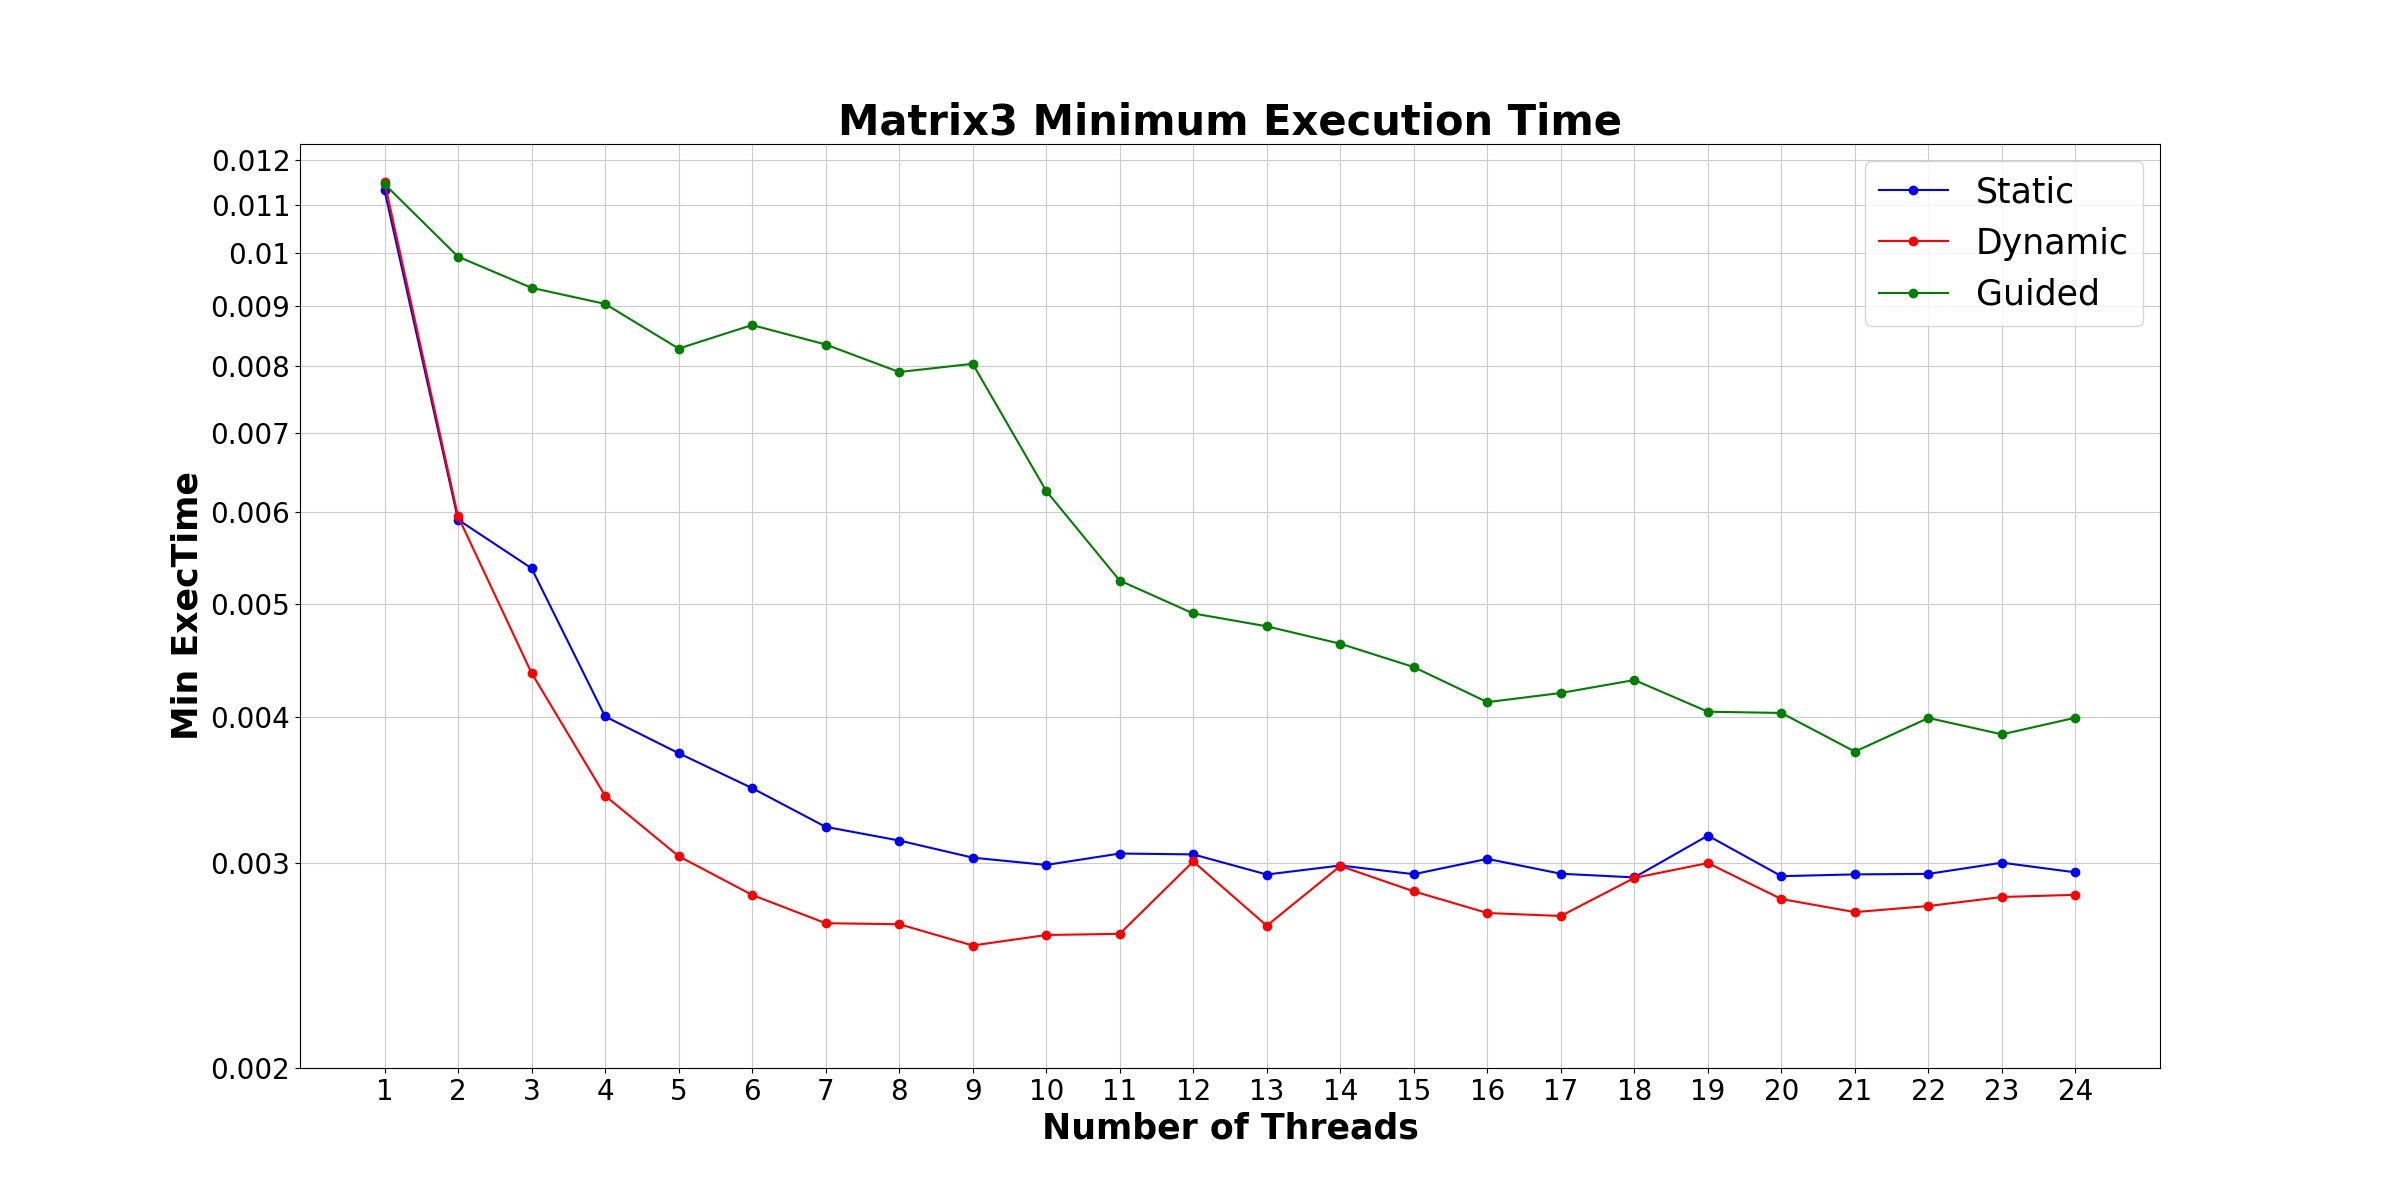 Matrix3 Minimum Execution Time
0.012
0.011
0.01
0.009
0.008
0.007
0.006
0.005
0.004
0.003
0.002
Min ExecTime
Static
Dynamic
Guided
1 2 3 4 5 6 7 8 9 10 11 12 13 14 15 16 17 18 19 20 21 22 23 24
Number of Threads